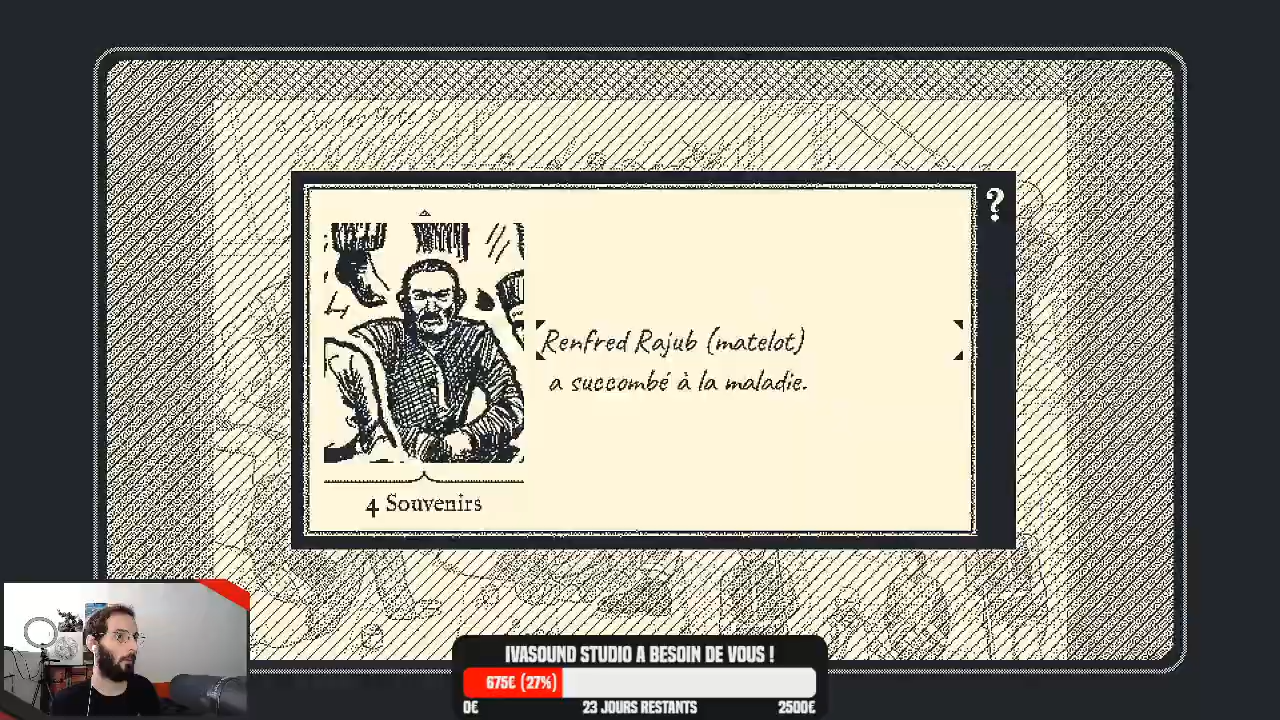 ?
Renfred Rajub (matelot)
a succombé à la maladie.
4 Souvenirs
IVASOUND STUDIO A BESOIN DE VOUS !
675€ (27%)
0€ 23 JOURS RESTANTS 2500€